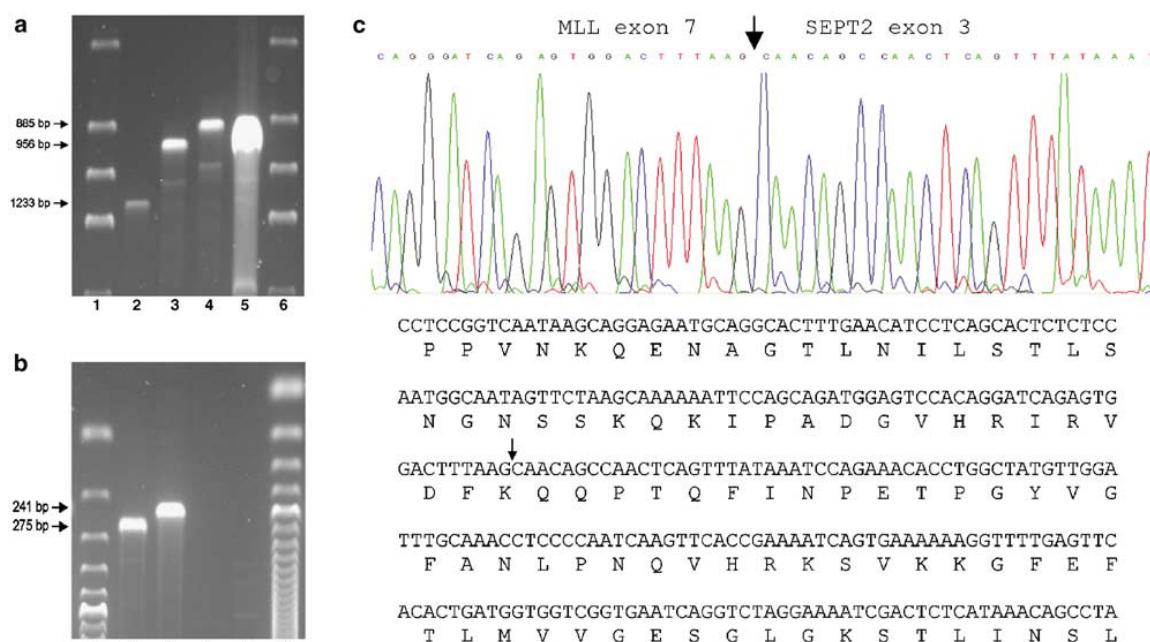 a
885 bp
956 bp
1233 bp
1 2 3 4 5 6
b
241 bp
275 bp
c
MLL exon 7 SEPT2 exon 3
C A G G G A T C A G A G T G G A C T T T A A G C A A C A G C C A A C T C A G T T T A T A A A T
CCTCCGGTCAATAAGCAGGAGAATGCAGGCACTTTGAACATCCTCAGCACTCTCTCC
P P V N K Q E N A G T L N I L S T L S
AATGGCAATAGTTCTAAGCAAAAAATTCCAGCAGATGGAGTCCACAGGATCAGAGTG
N G N S S K Q K I P A D G V H R I R V
GACTTTAAGCAACAGCCAACTCAGTTTATAAATCCAGAAACACCTGGCTATGTTGGA
D F K Q Q P T Q F I N P E T P G Y V G
TTTGCAAACCTCCCCAATCAAGTTCACCGAAAATCAGTGAAAAAAGGTTTTGAGTTC
F A N L P N Q V H R K S V K K G F E F
ACACTGATGGTGGTCGGTGAATCAGGTCTAGGAAAATCGACTCTCATAAACAGCCTA
T L M V V G E S G L G K S T L I N S L